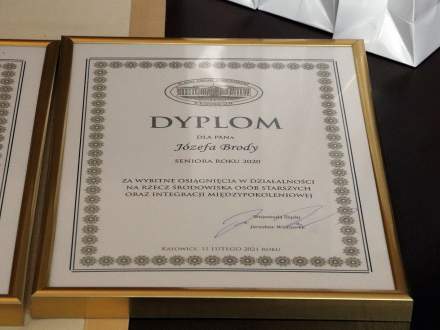 DYPLOM
DLA PANA
Józefa Brody
SENIORA ROKU 2020
ZA WYBITNE OSIĄGNIĘCIA W DZIAŁALNOŚCI
NA RZECZ ŚRODOWISKA OSÓB STARSZYCH
ORAZ INTEGRACJI MIĘDZYPOKOLENIOWEJ
KATOWICE, 11 LUTEGO 2021 ROKU